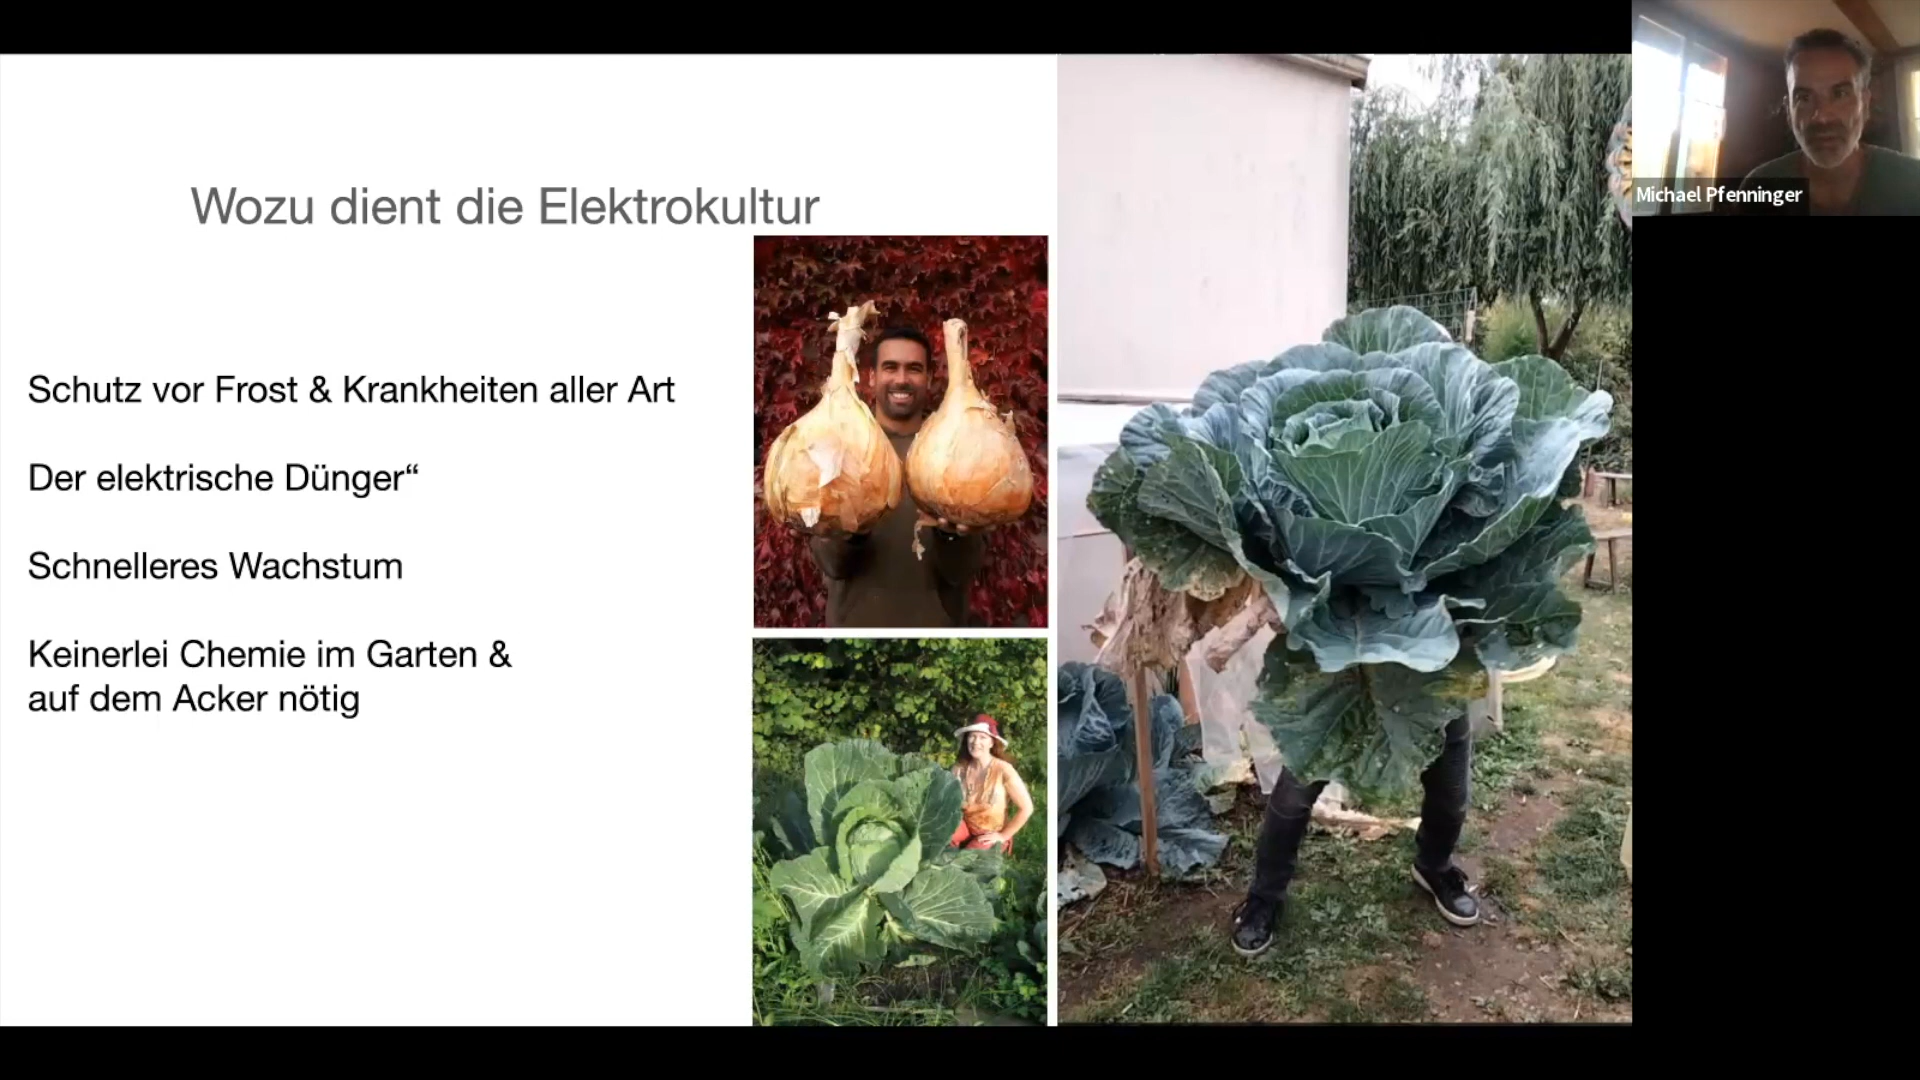 Wozu dient die Elektrokultur
Schutz vor Frost & Krankheiten aller Art
Der elektrische Dünger“
Schnelleres Wachstum
Keinerlei Chemie im Garten &
auf dem Acker nötig
Michael Pfenninger